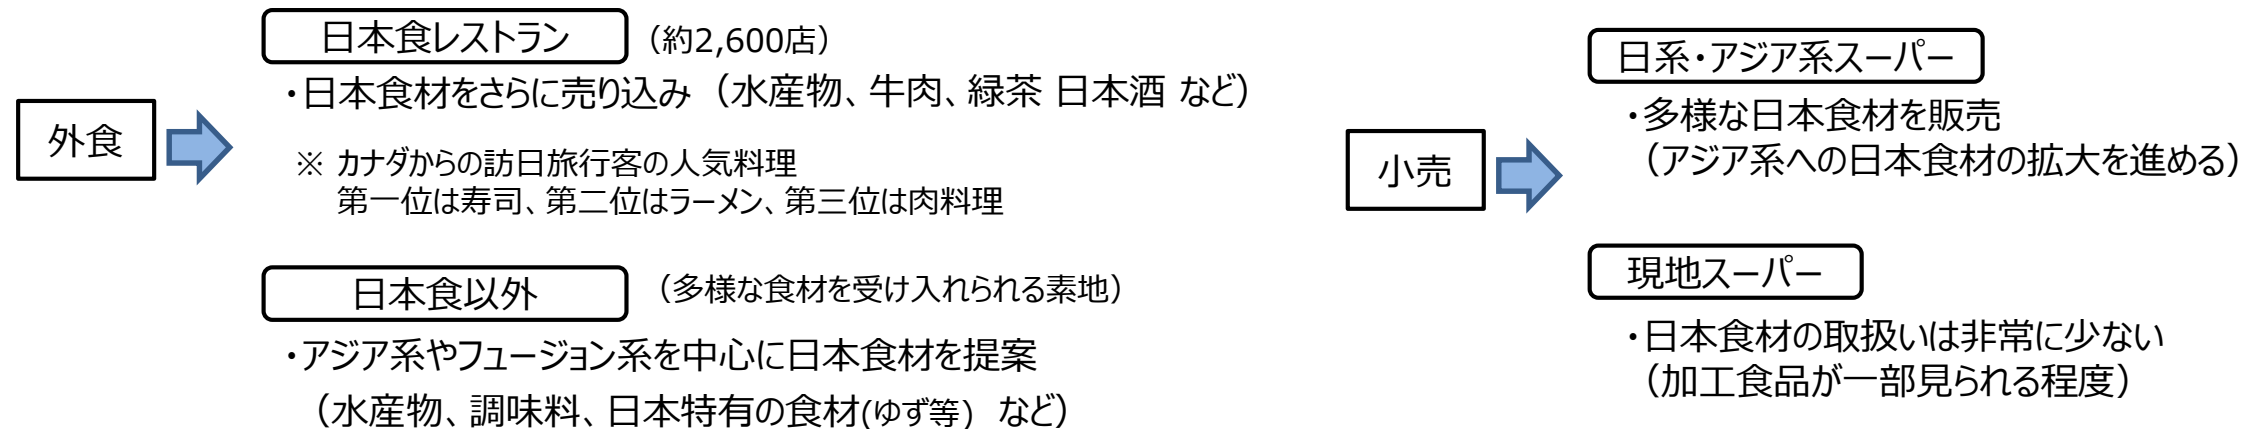 外食
日本食レストラン （約2,600店）
・日本食材をさらに売り込み（水産物、牛肉、緑茶 日本酒 など）
※ カナダからの訪日旅行客の人気料理
第一位は寿司、第二位はラーメン、第三位は肉料理
日本食以外 （多様な食材を受け入れられる素地）
・アジア系やフュージョン系を中心に日本食材を提案
（水産物、調味料、日本特有の食材(ゆず等) など）
小売
日系・アジア系スーパー
・多様な日本食材を販売
（アジア系への日本食材の拡大を進める）
現地スーパー
・日本食材の取扱いは非常に少ない
（加工食品が一部見られる程度）